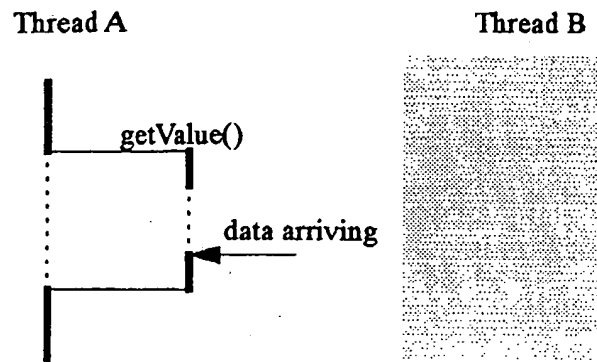 Thread A
Thread B
getValue()
data arriving